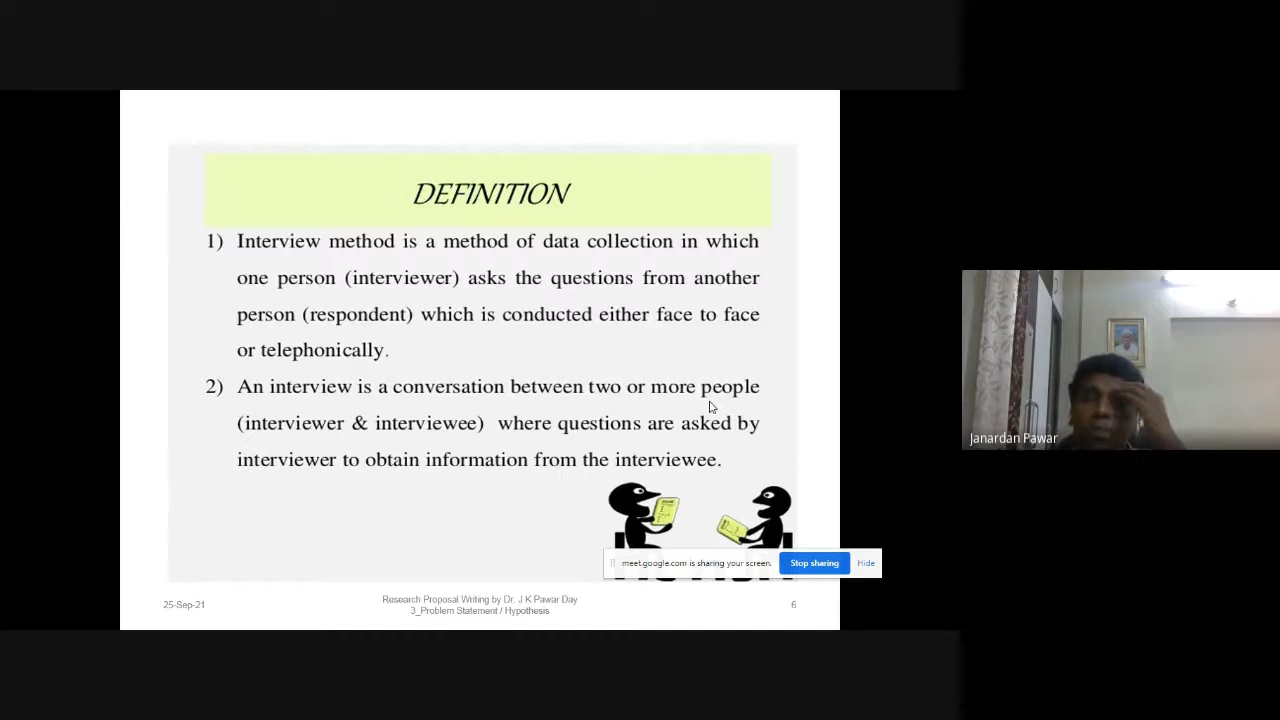 DEFINITION
1) Interview method is a method of data collection in which
one person (interviewer) asks the questions from another
person (respondent) which is conducted either face to face
or telephonically.
2) An interview is a conversation between two or more people
(interviewer & interviewee) where questions are asked by
interviewer to obtain information from the interviewee.
meet.google.com is sharing your screen. Stop sharing Hide
25-Sep-21
Research Proposal Writing by Dr. J K Pawar Day
3_Problem Statement / Hypothesis
6
Janardan Pawar